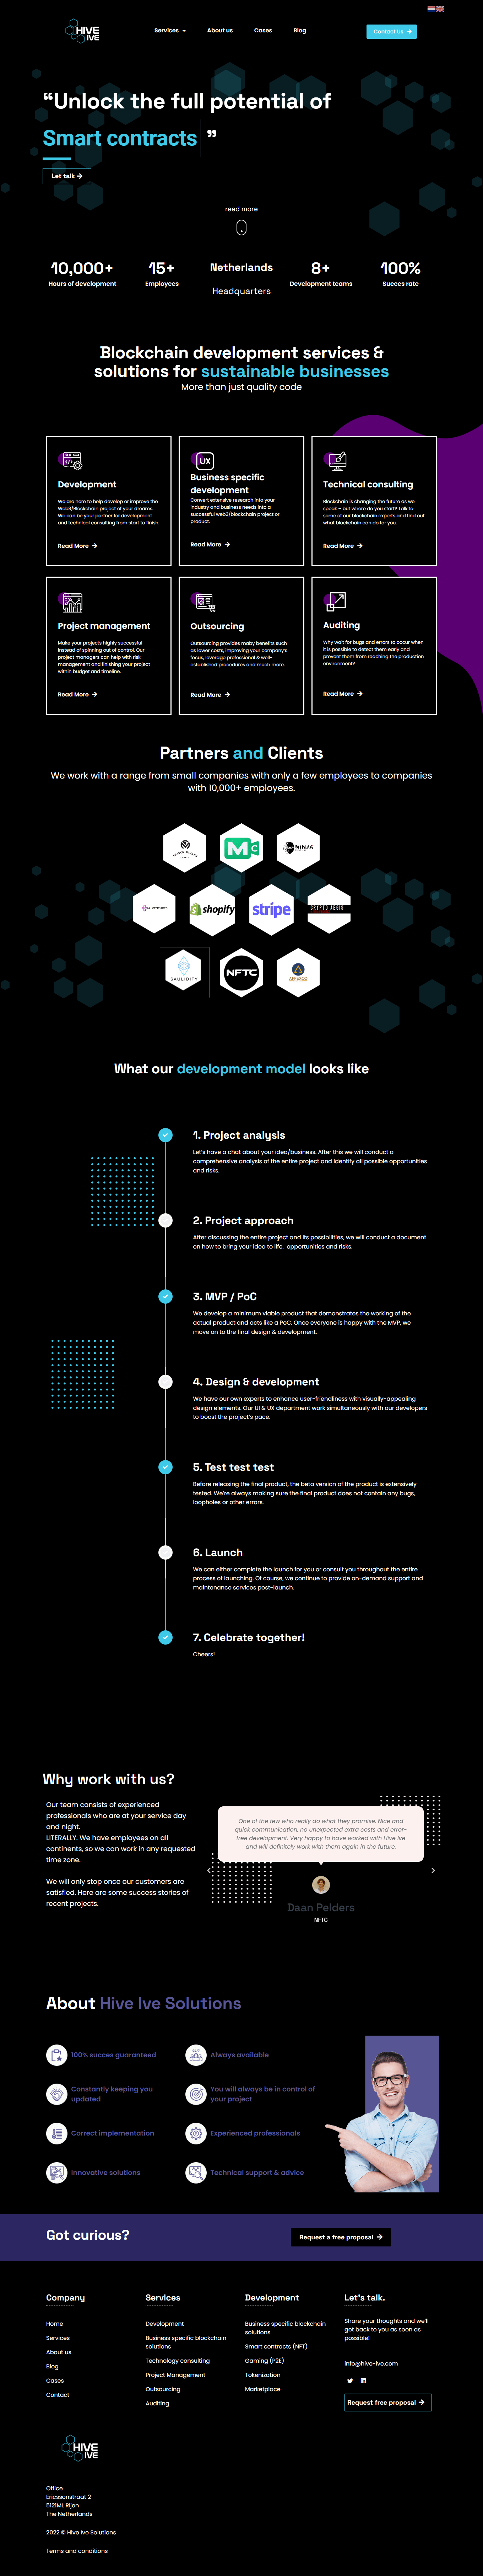 HIVE
IVE
Services
About us
Cases
Blog
Contact Us
“Unlock the full potential of
Smart contracts ”
Let talk
read more
10,000+
Hours of development
15+
Employees
Netherlands
Headquarters
8+
Development teams
100%
Succes rate
Blockchain development services &
solutions for sustainable businesses
More than just quality code
Development
We are here to help develop or improve the
Web3/Blockchain project of your dreams.
We can be your partner for development
and technical consulting from start to finish.
Read More
UX
Business specific
development
Convert extensive research into your
industry and business needs into a
successful web3/blockchain project or
product.
Read More
Technical consulting
Blockchain is changing the future as we
speak – but where do you start? Talk to
some of our blockchain experts and find out
what blockchain can do for you.
Read More
Project management
Make your projects highly successful
instead of spinning out of control. Our
project managers can help with risk
management and finishing your project
within budget and timeline.
Read More
Outsourcing
Outsourcing provides maby benefits such
as lower costs, improving your company's
focus, leverage professional & well-
established procedures and much more.
Read More
Auditing
Why wait for bugs and errors to occur when
it is possible to detect them early and
prevent them from reaching the production
environment?
Read More
Partners and Clients
We work with a range from small companies with only a few employees to companies
with 10,000+ employees.
NINJA
shopify
stripe
CRYPTO AEGIS
SAULIDITY
NFTC
What our development model looks like
1. Project analysis
Let's have a chat about your idea/business. After this we will conduct a
comprehensive analysis of the entire project and identify all possible opportunities
and risks.
2. Project approach
After discussing the entire project and its possibilities, we will conduct a document
on how to bring your idea to life. opportunities and risks.
3. MVP / PoC
We develop a minimum viable product that demonstrates the working of the
actual product and acts like a PoC. Once everyone is happy with the MVP, we
move on to the final design & development.
4. Design & development
We have our own experts to enhance user-friendliness with visually-appealing
design elements. Our UI & UX department work simultaneously with our developers
to boost the project's pace.
5. Test test test
Before releasing the final product, the beta version of the product is extensively
tested. We're always making sure the final product does not contain any bugs,
loopholes or other errors.
6. Launch
We can either complete the launch for you or consult you throughout the entire
process of launching. Of course, we continue to provide on-demand support and
maintenance services post-launch.
7. Celebrate together!
Cheers!
Why work with us?
Our team consists of experienced
professionals who are at your service day
and night.
LITERALLY. We have employees on all
continents, so we can work in any requested
time zone.
We will only stop once our customers are
satisfied. Here are some success stories of
recent projects.
One of the few who really do what they promise. Nice and
quick communication, no unexpected extra costs and error-
free development. Very happy to have worked with Hive Ive
and will definitely work with them again in the future.
Daan Pelders
NFTC
About Hive Ive Solutions
100% succes guaranteed
Always available
Constantly keeping you
updated
You will always be in control of
your project
Correct implementation
Experienced professionals
Innovative solutions
Technical support & advice
Got curious?
Request a free proposal
Company
Home
Services
About us
Blog
Cases
Contact
Services
Development
Business specific blockchain
solutions
Technology consulting
Project Management
Outsourcing
Auditing
Development
Business specific blockchain
solutions
Smart contracts (NFT)
Gaming (P2E)
Tokenization
Marketplace
Let's talk.
Share your thoughts and we'll
get back to you as soon as
possible!
info@hive-ive.com
Request free proposal
HIVE
IVE
Office
Ericssonstraat 2
5121ML Rijen
The Netherlands
2022 © Hive Ive Solutions
Terms and conditions